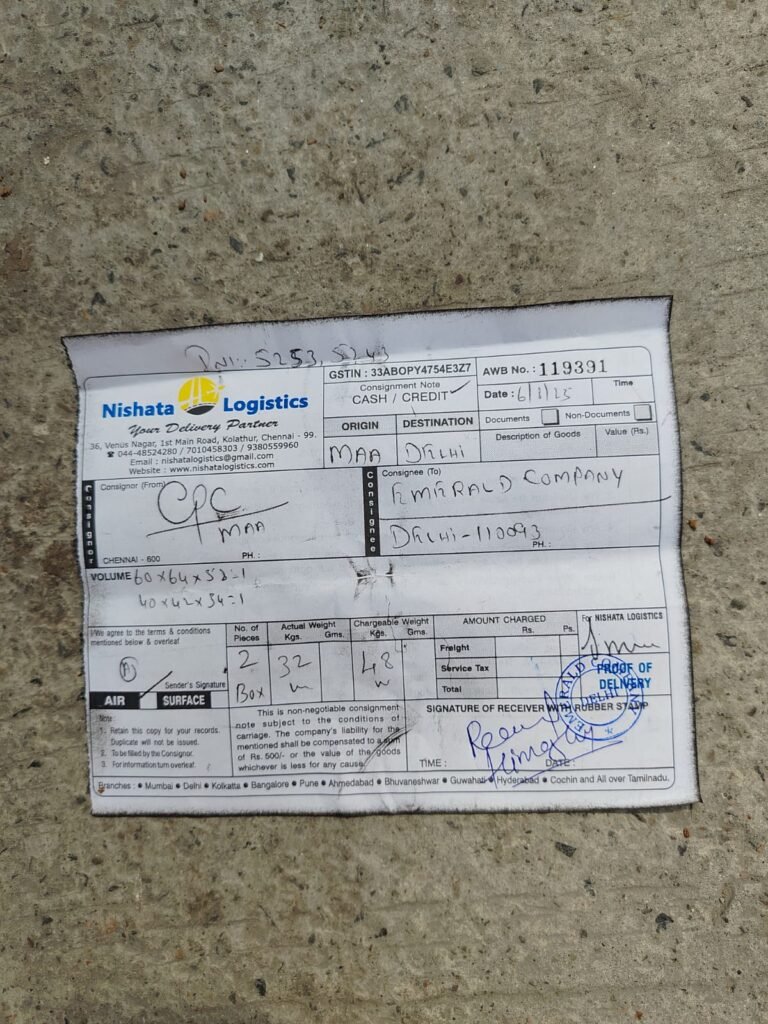 5253, 5243
Nishata Logistics
Your Delivery Partner
36, Venus Nagar, 1st Main Road, Kolathur, Chennai - 99.
☎ 044-48524280 / 7010458303 / 9380559960
Email : nishatalogistics@gmail.com
Website : www.nishatalogistics.com
GSTIN : 33ABOPY4754E3Z7
Consignment Note
CASH / CREDIT ✓
ORIGIN DESTINATION
MAA DELHI
AWB No. : 119391
Date : 6/ /25 Time
Documents Non-Documents
Description of Goods Value (Rs.)
Consignor
Consignor (From)
CPC
MAA
CHENNAI - 600 PH. :
Consignee
Consignee (To)
EMERALD COMPANY
DELHI-110093
PH. :
VOLUME 60x64x53=1
40x42x34=1
I/We agree to the terms & conditions
mentioned below & overleaf
Sender's Signature
AIR SURFACE
No. of Pieces
2
Box
Actual Weight
Kgs. Gms.
32
Chargeable Weight
Kgs. Gms.
48
AMOUNT CHARGED
Rs. Ps.
Freight
Service Tax
Total
For NISHATA LOGISTICS
PROOF OF
DELIVERY
EMERALD COMPANY
DELHI
SIGNATURE OF RECEIVER WITH RUBBER STAMP
TIME : DATE :
Note:
1. Retain this copy for your records.
Duplicate will not be issued.
2. To be filled by the Consignor.
3. For information turn overleaf.
This is non-negotiable consignment
note subject to the conditions of
carriage. The company's liability for the
mentioned shall be compensated to a sum
of Rs. 500/- or the value of the goods
whichever is less for any cause.
Branches : ● Mumbai ● Delhi ● Kolkatta ● Bangalore ● Pune ● Ahmedabad ● Bhuvaneshwar ● Guwahati ● Hyderabad ● Cochin and All over Tamilnadu.